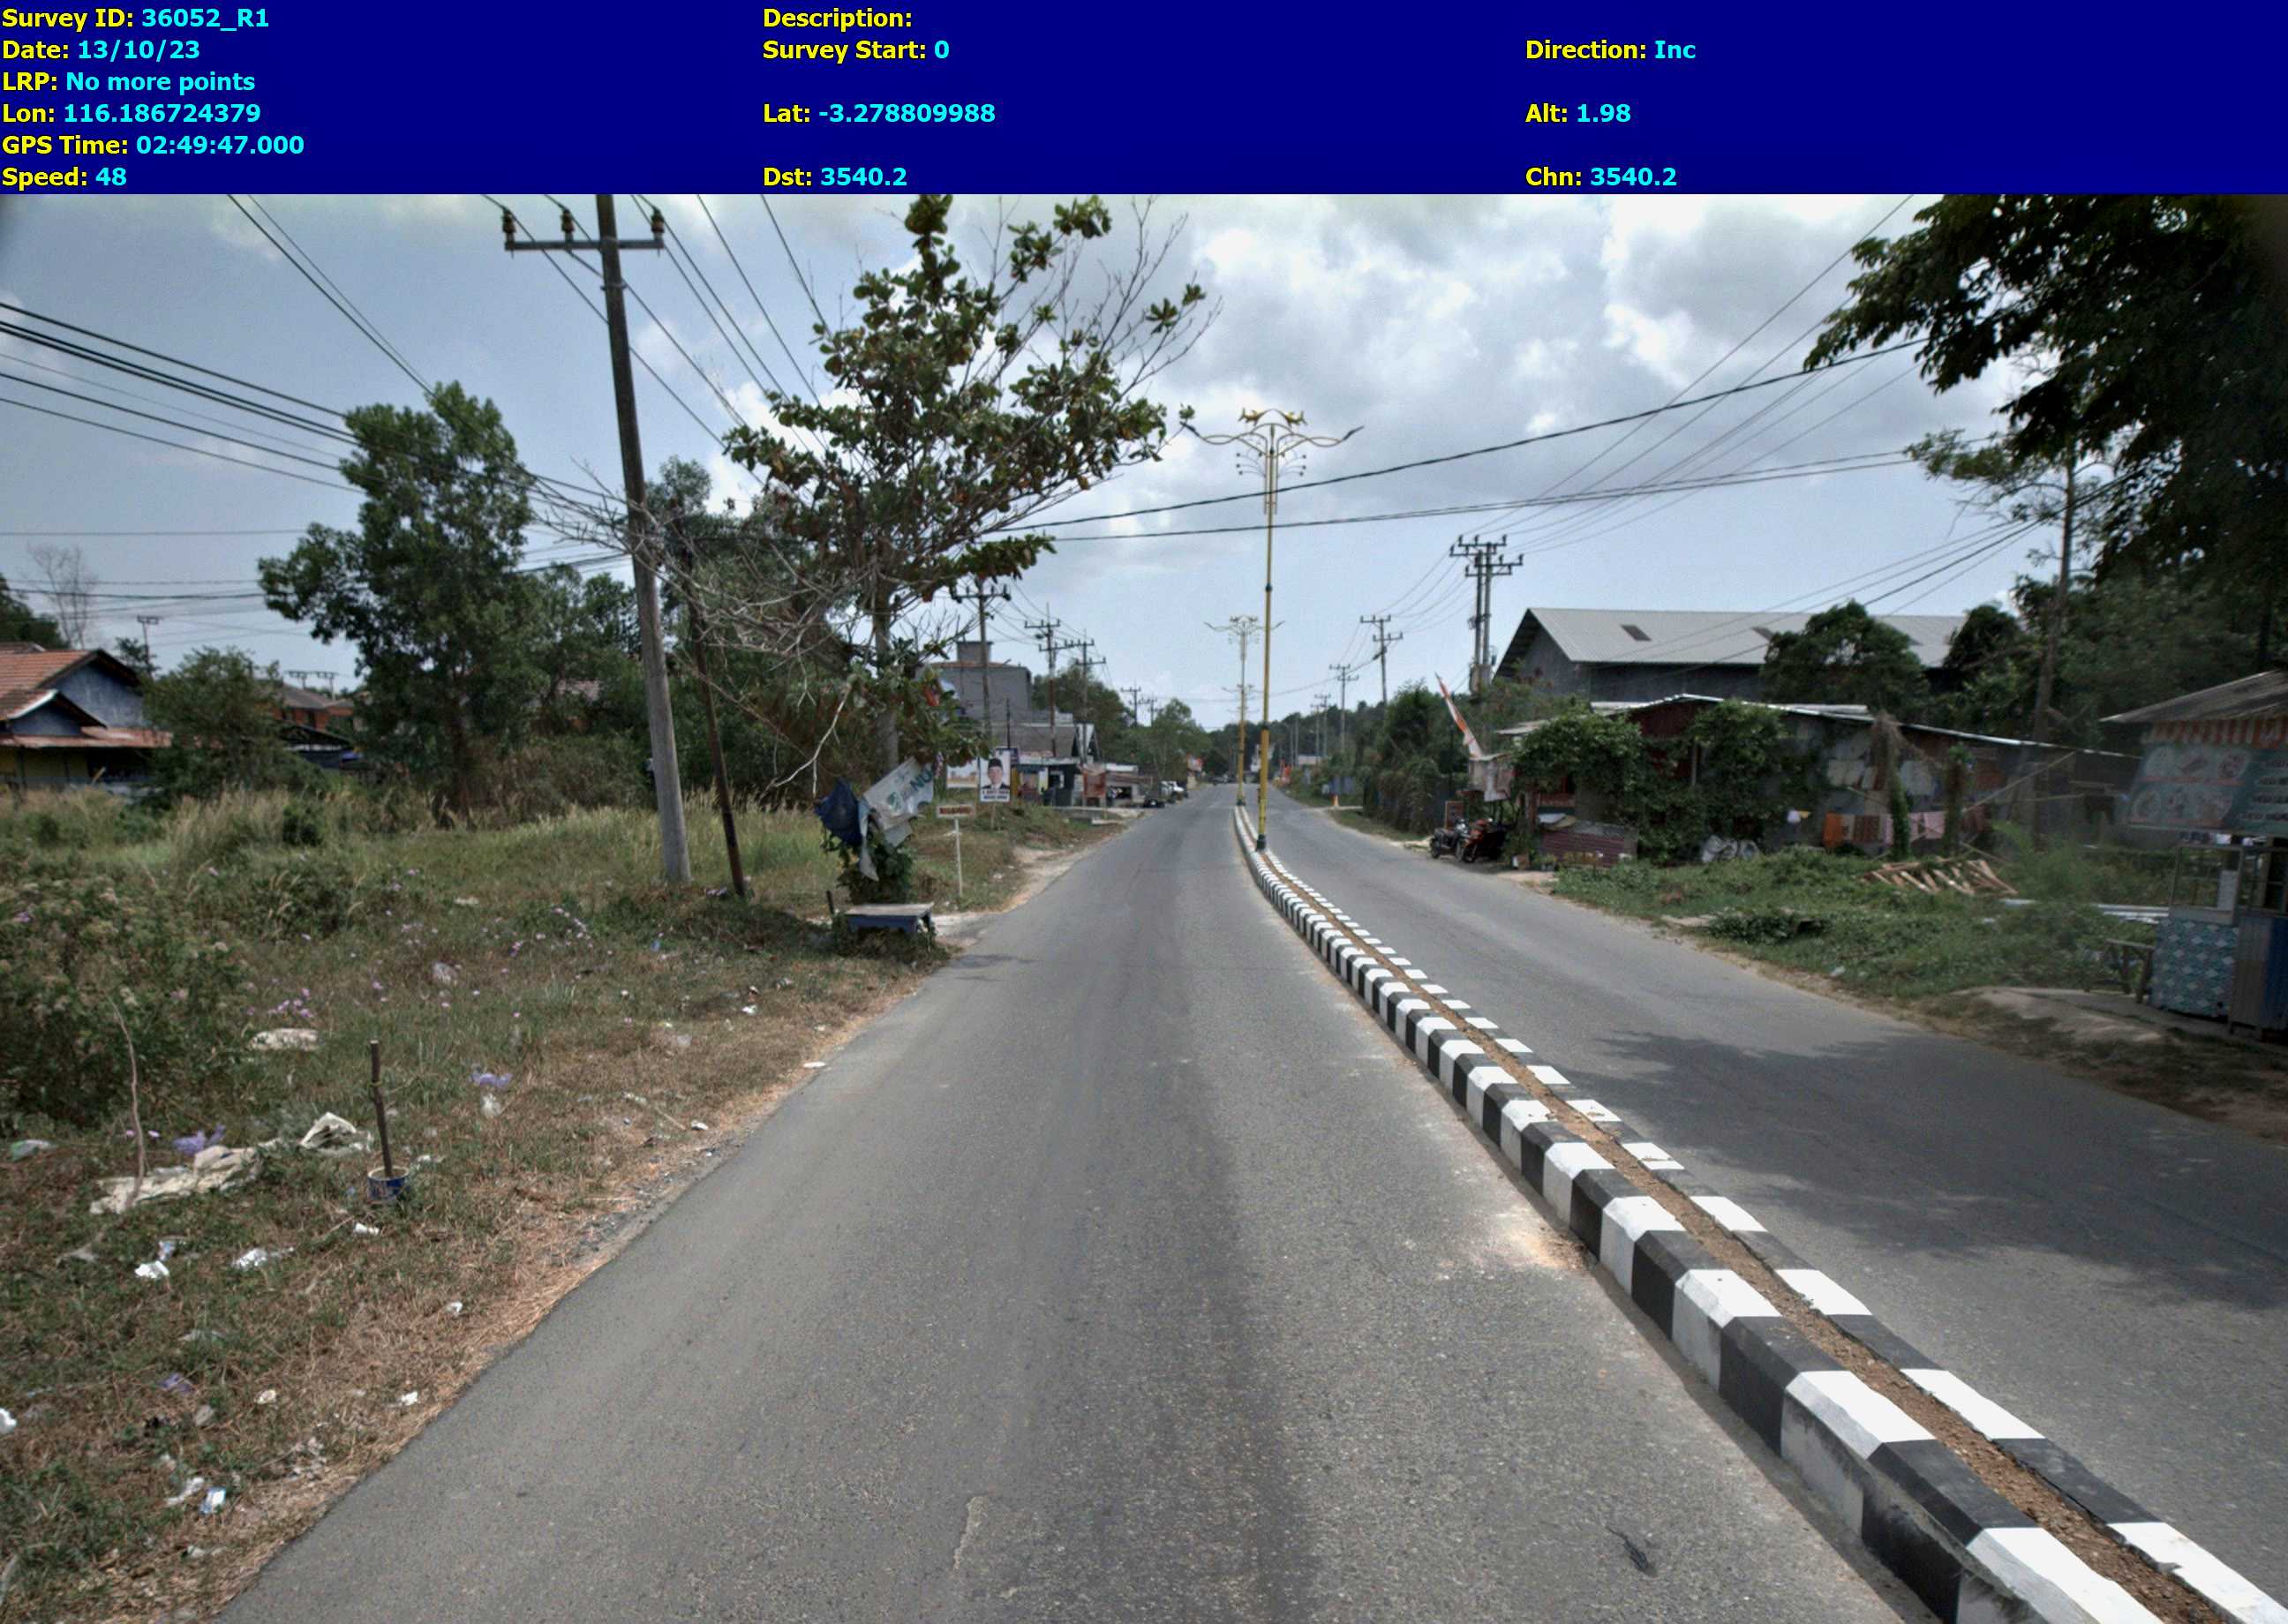 Survey ID: 36052_R1
Description:
Date: 13/10/23
Survey Start: 0
Direction: Inc
LRP: No more points
Lon: 116.186724379
Lat: -3.278809988
Alt: 1.98
GPS Time: 02:49:47.000
Speed: 48
Dst: 3540.2
Chn: 3540.2